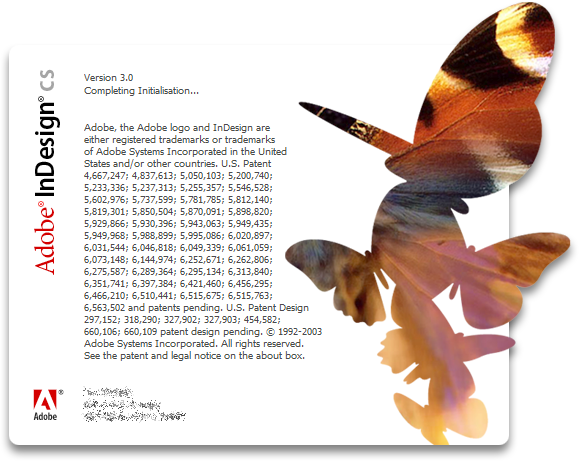 Adobe® InDesign® CS
Version 3.0
Completing Initialisation...
Adobe, the Adobe logo and InDesign are
either registered trademarks or trademarks
of Adobe Systems Incorporated in the United
States and/or other countries. U.S. Patent
4,667,247; 4,837,613; 5,050,103; 5,200,740;
5,233,336; 5,237,313; 5,255,357; 5,546,528;
5,602,976; 5,737,599; 5,781,785; 5,812,140;
5,819,301; 5,850,504; 5,870,091; 5,898,820;
5,929,866; 5,930,396; 5,943,063; 5,949,435;
5,949,968; 5,988,899; 5,995,086; 6,020,897;
6,031,544; 6,046,818; 6,049,339; 6,061,059;
6,073,148; 6,144,974; 6,252,671; 6,262,806;
6,275,587; 6,289,364; 6,295,134; 6,313,840;
6,351,741; 6,397,384; 6,421,460; 6,456,295;
6,466,210; 6,510,441; 6,515,675; 6,515,763;
6,563,502 and patents pending. U.S. Patent Design
297,152; 318,290; 327,902; 327,903; 454,582;
660,106; 660,109 patent design pending. © 1992-2003
Adobe Systems Incorporated. All rights reserved.
See the patent and legal notice on the about box.
Adobe®